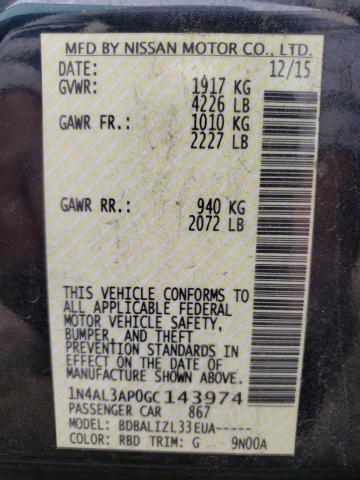 MFD BY NISSAN MOTOR CO., LTD.
DATE: 12/15
GVWR: 1917 KG
4226 LB
GAWR FR.: 1010 KG
2227 LB
GAWR RR.: 940 KG
2072 LB
THIS VEHICLE CONFORMS TO
ALL APPLICABLE FEDERAL
MOTOR VEHICLE SAFETY,
BUMPER, AND THEFT
PREVENTION STANDARDS IN
EFFECT ON THE DATE OF
MANUFACTURE SHOWN ABOVE.
1N4AL3AP0GC143974
PASSENGER CAR 867
MODEL: BDBALIZL33EUA-----
COLOR: RBD TRIM: G 9N00A